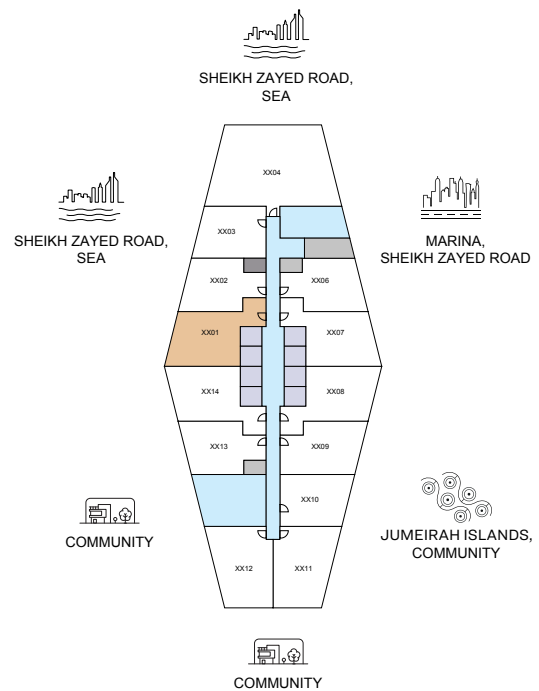 SHEIKH ZAYED ROAD,
SEA
XX04
SHEIKH ZAYED ROAD,
SEA
XX03
MARINA,
SHEIKH ZAYED ROAD
XX02
XX06
XX01
XX07
XX14
XX08
XX13
XX09
XX10
COMMUNITY
JUMEIRAH ISLANDS,
COMMUNITY
XX12
XX11
COMMUNITY